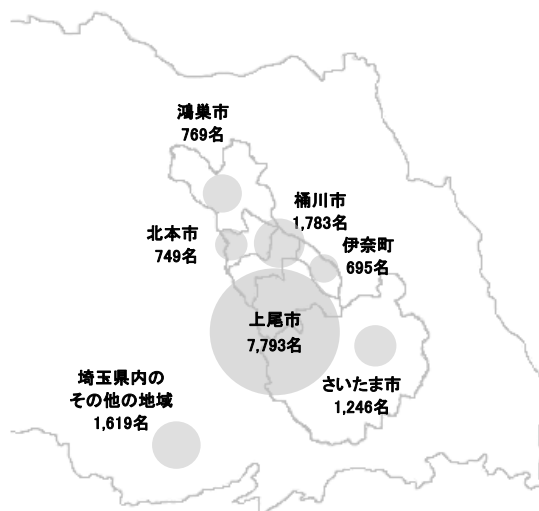 鴻巣市
769名
桶川市
1,783名
北本市
749名
伊奈町
695名
上尾市
7,793名
さいたま市
1,246名
埼玉県内の
その他の地域
1,619名